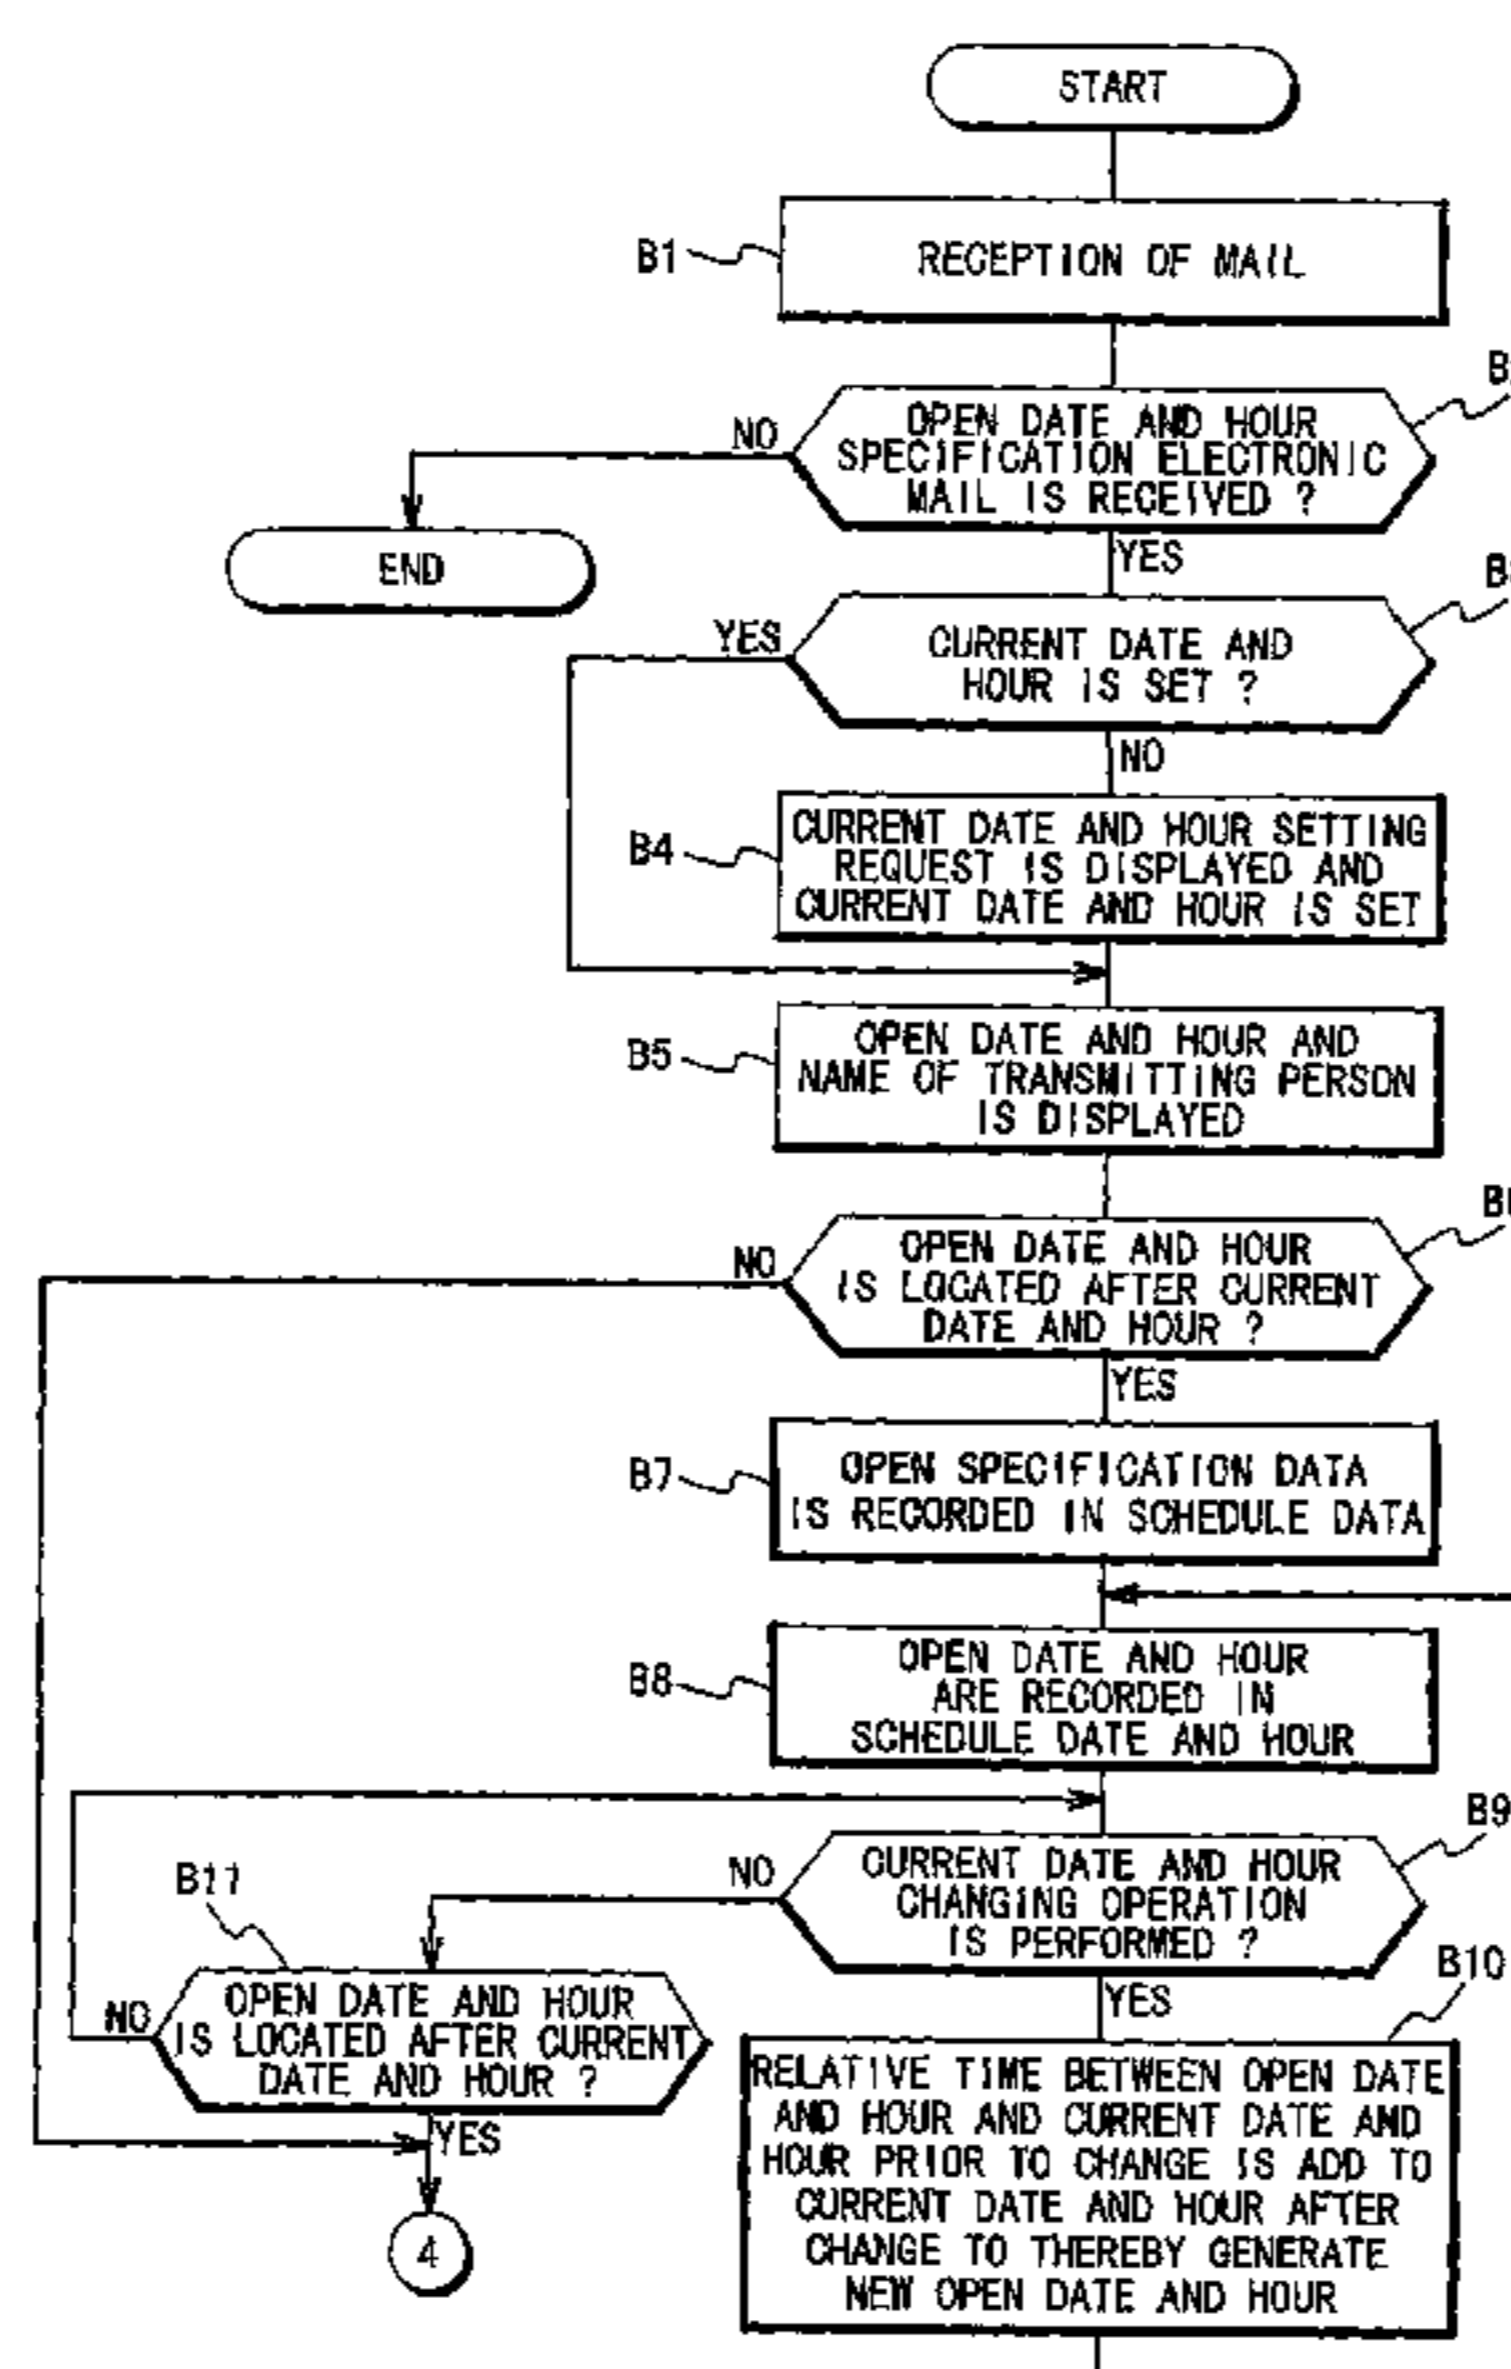 START
B1
RECEPTION OF MAIL
OPEN DATE AND HOUR
SPECIFICATION ELECTRONIC
MAIL IS RECEIVED ?
NO
END
YES
YES
CURRENT DATE AND
HOUR IS SET ?
NO
B4
CURRENT DATE AND HOUR SETTING
REQUEST IS DISPLAYED AND
CURRENT DATE AND HOUR IS SET
B5
OPEN DATE AND HOUR AND
NAME OF TRANSMITTING PERSON
IS DISPLAYED
NO
OPEN DATE AND HOUR
IS LOCATED AFTER CURRENT
DATE AND HOUR ?
YES
B7
OPEN SPECIFICATION DATA
IS RECORDED IN SCHEDULE DATA
B8
OPEN DATE AND HOUR
ARE RECORDED IN
SCHEDULE DATE AND HOUR
B9
NO
CURRENT DATE AND HOUR
CHANGING OPERATION
IS PERFORMED ?
B11
NO
OPEN DATE AND HOUR
IS LOCATED AFTER CURRENT
DATE AND HOUR ?
YES
4
YES
B10
RELATIVE TIME BETWEEN OPEN DATE
AND HOUR AND CURRENT DATE AND
HOUR PRIOR TO CHANGE IS ADD TO
CURRENT DATE AND HOUR AFTER
CHANGE TO THEREBY GENERATE
NEW OPEN DATE AND HOUR